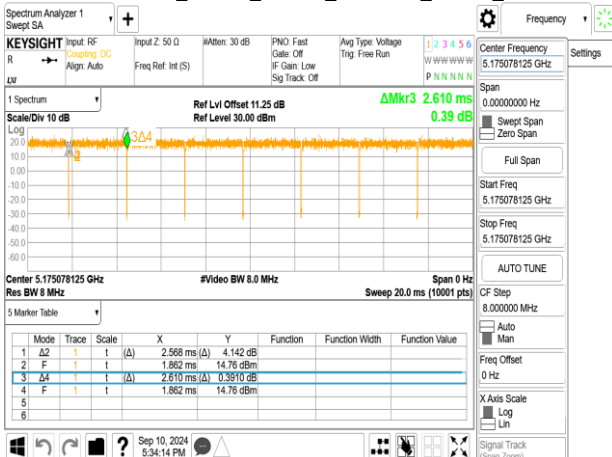 Spectrum Analyzer 1
Swept SA
+
Frequency
KEYSIGHT Input: RF Input Z: 50 Ω #Atten: 30 dB PNO: Fast Avg Type: Voltage 1 2 3 4 5 6
R Coupling: DC Gate: Off Trig: Free Run
Align: Auto Freq Ref: Int (S) IF Gain: Low W W W W W W
Sig Track: Off P N N N N N
LXI
Center Frequency
5.175078125 GHz
Settings
Span
0.00000000 Hz
Swept Span
Zero Span
Full Span
Start Freq
5.175078125 GHz
Stop Freq
5.175078125 GHz
AUTO TUNE
CF Step
8.000000 MHz
Auto
Man
Freq Offset
0 Hz
X Axis Scale
Log
Lin
Signal Track
(Span Zoom)
1 Spectrum Ref Lvl Offset 11.25 dB ΔMkr3 2.610 ms
Scale/Div 10 dB Ref Level 30.00 dBm 0.39 dB
Log
3Δ4
20.0
10.0
0.00
-10.0
-20.0
-30.0
-40.0
-50.0
-60.0
Center 5.175078125 GHz #Video BW 8.0 MHz Span 0 Hz
Res BW 8 MHz Sweep 20.0 ms (10001 pts)
5 Marker Table
Mode Trace Scale X Y Function Function Width Function Value
1 Δ2 1 t (Δ) 2.568 ms (Δ) 4.142 dB
2 F 1 t 1.862 ms 14.76 dBm
3 Δ4 1 t (Δ) 2.610 ms (Δ) 0.3910 dB
4 F 1 t 1.862 ms 14.76 dBm
5
6
? Sep 10, 2024
5:34:14 PM